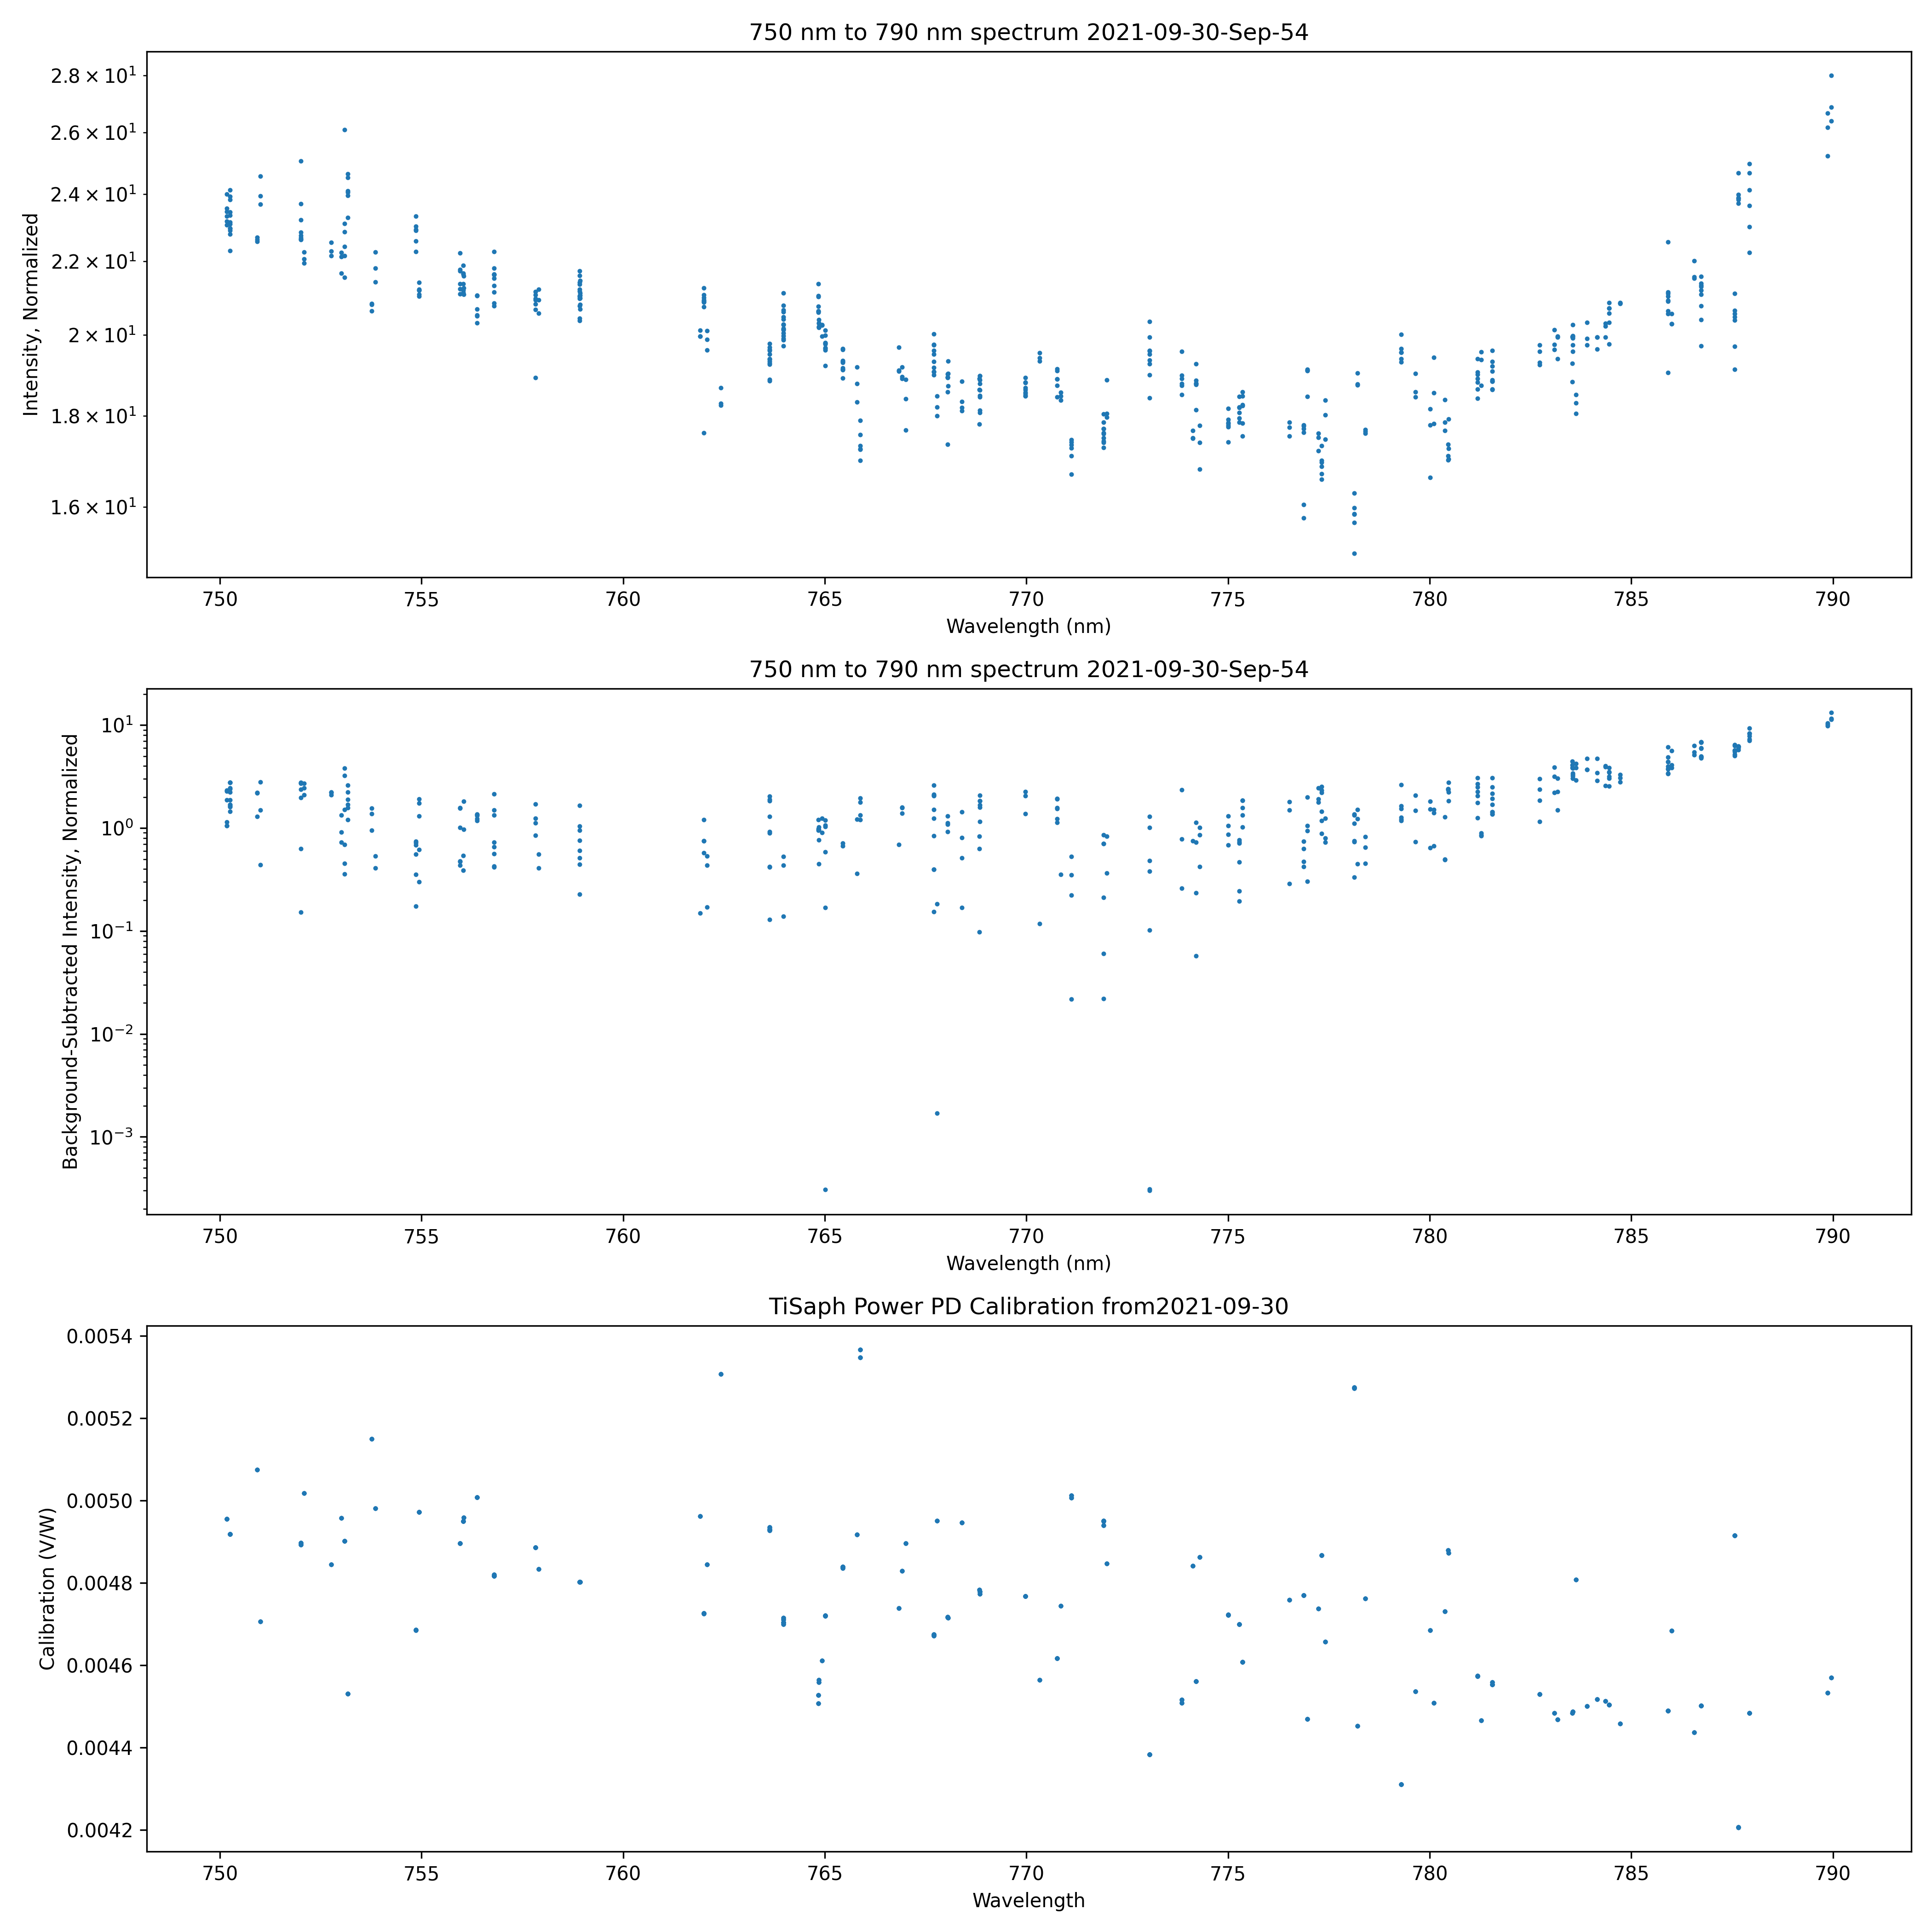 750 nm to 790 nm spectrum 2021-09-30-Sep-54
Intensity, Normalized
2.8 × 10¹
2.6 × 10¹
2.4 × 10¹
2.2 × 10¹
2 × 10¹
1.8 × 10¹
1.6 × 10¹
750 755 760 765 770 775 780 785 790
Wavelength (nm)
750 nm to 790 nm spectrum 2021-09-30-Sep-54
Background-Subtracted Intensity, Normalized
10¹
10⁰
10⁻¹
10⁻²
10⁻³
750 755 760 765 770 775 780 785 790
Wavelength (nm)
TiSaph Power PD Calibration from2021-09-30
Calibration (V/W)
0.0054
0.0052
0.0050
0.0048
0.0046
0.0044
0.0042
750 755 760 765 770 775 780 785 790
Wavelength